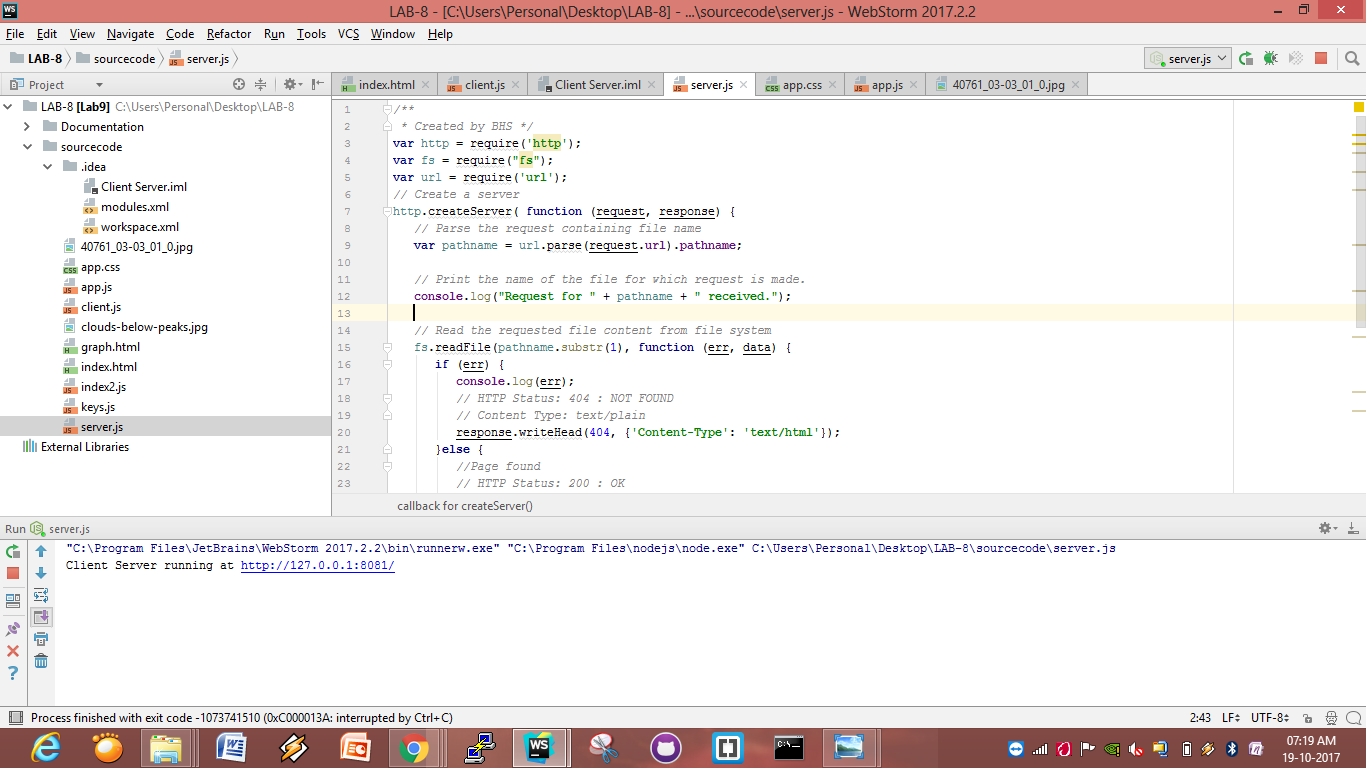 LAB-8 - [C:\Users\Personal\Desktop\LAB-8] - ...\sourcecode\server.js - WebStorm 2017.2.2
File Edit View Navigate Code Refactor Run Tools VCS Window Help
LAB-8 sourcecode server.js server.js
Project
index.html client.js Client Server.iml server.js app.css app.js 40761_03-03_01_0.jpg
LAB-8 [Lab9] C:\Users\Personal\Desktop\LAB-8
Documentation
sourcecode
.idea
Client Server.iml
modules.xml
workspace.xml
40761_03-03_01_0.jpg
app.css
app.js
client.js
clouds-below-peaks.jpg
graph.html
index.html
index2.js
keys.js
server.js
External Libraries
1 /**
2 * Created by BHS */
3 var http = require('http');
4 var fs = require("fs");
5 var url = require('url');
6 // Create a server
7 http.createServer( function (request, response) {
8 // Parse the request containing file name
9 var pathname = url.parse(request.url).pathname;
10
11 // Print the name of the file for which request is made.
12 console.log("Request for " + pathname + " received.");
13
14 // Read the requested file content from file system
15 fs.readFile(pathname.substr(1), function (err, data) {
16 if (err) {
17 console.log(err);
18 // HTTP Status: 404 : NOT FOUND
19 // Content Type: text/plain
20 response.writeHead(404, {'Content-Type': 'text/html'});
21 }else {
22 //Page found
23 // HTTP Status: 200 : OK
callback for createServer()
Run server.js
"C:\Program Files\JetBrains\WebStorm 2017.2.2\bin\runnerw.exe" "C:\Program Files\nodejs\node.exe" C:\Users\Personal\Desktop\LAB-8\sourcecode\server.js
Client Server running at http://127.0.0.1:8081/
Process finished with exit code -1073741510 (0xC000013A: interrupted by Ctrl+C) 2:43 LF UTF-8
07:19 AM
19-10-2017